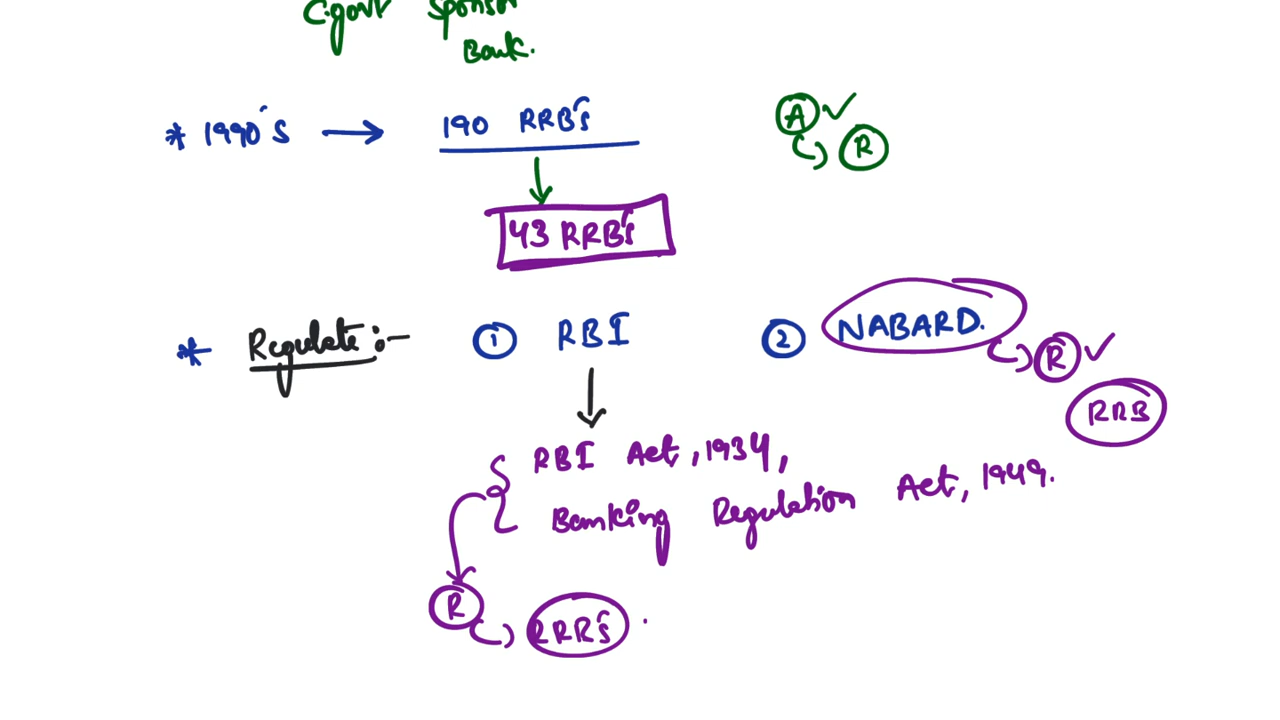 C.govt Sponsor
Bank.
* 1990's → 190 RRB's
A ✓
R
43 RRB's
* Regulate :- ① RBI ② NABARD.
R ✓
RRB
RBI Act, 1934,
Banking Regulation Act, 1949.
R
RRR's